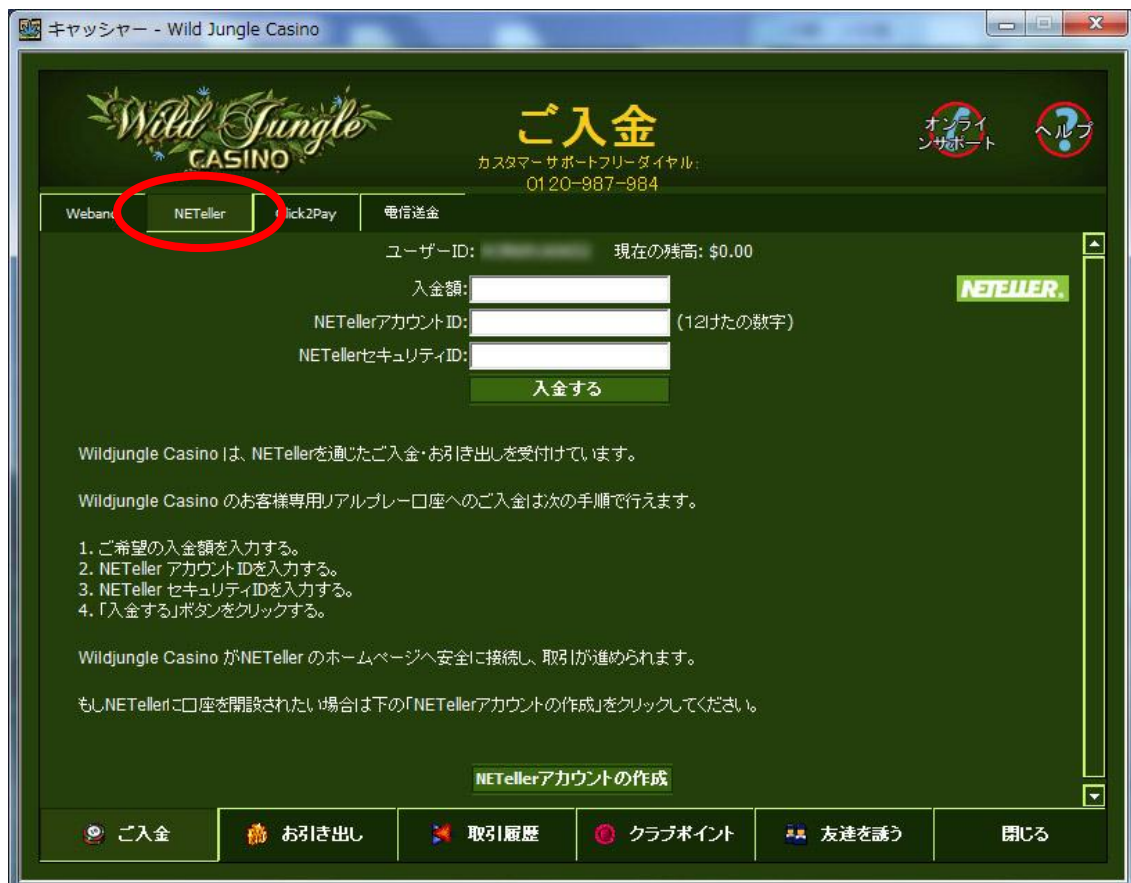 キャッシャー - Wild Jungle Casino
Wild Jungle
CASINO
ご入金
カスタマーサポートフリーダイヤル:
0120-987-984
オンライ
ンサポート
ヘルプ
NETeller
Click2Pay
電信送金
ユーザーID:
現在の残高: $0.00
入金額:
NETELLER.
NETellerアカウントID:
(12けたの数字)
NETellerセキュリティID:
入金する
Wildjungle Casino は、NETellerを通じたご入金・お引き出しを受付けています。
Wildjungle Casino のお客様専用リアルプレー口座へのご入金は次の手順で行えます。
1. ご希望の入金額を入力する。
2. NETeller アカウントIDを入力する。
3. NETeller セキュリティIDを入力する。
4.「入金する」ボタンをクリックする。
Wildjungle Casino がNETeller のホームページへ安全に接続し、取引が進められます。
もしNETellerに口座を開設されたい場合は下の「NETellerアカウントの作成」をクリックしてください。
NETellerアカウントの作成
ご入金
お引き出し
取引履歴
クラブポイント
友達を誘う
閉じる